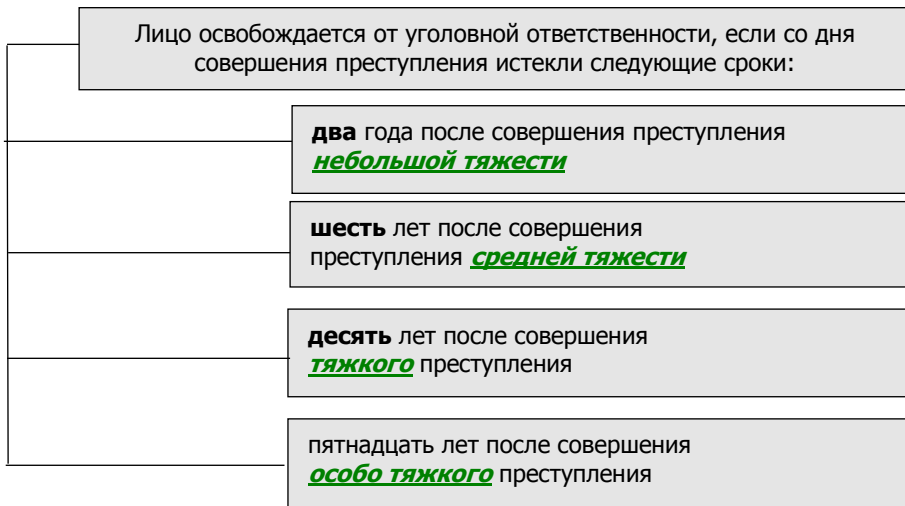 Лицо освобождается от уголовной ответственности, если со дня
совершения преступления истекли следующие сроки:
два года после совершения преступления
небольшой тяжести
шесть лет после совершения
преступления средней тяжести
десять лет после совершения
тяжкого преступления
пятнадцать лет после совершения
особо тяжкого преступления